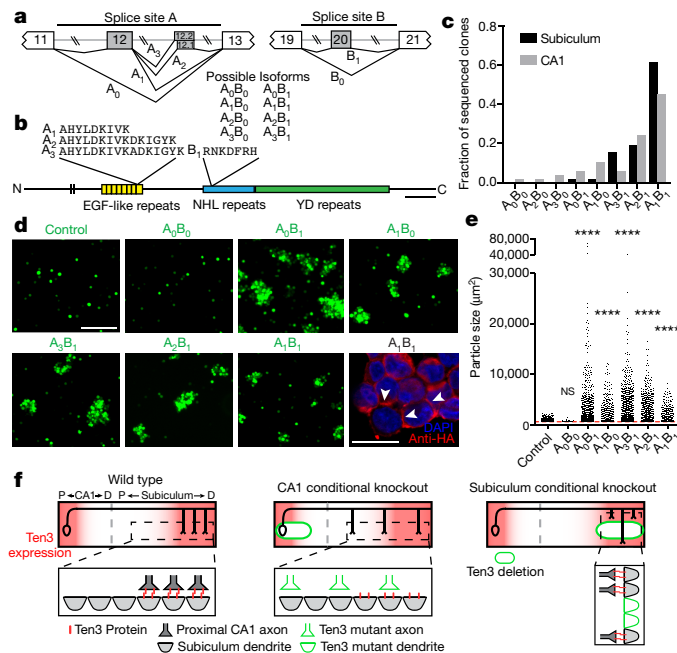 a
Splice site A
Splice site B
11
12
12.2
12.1
13
19
20
21
A3
A2
A1
A0
B1
B0
Possible Isoforms
A0B0 A0B1
A1B0 A1B1
A2B0 A2B1
A3B0 A3B1
b
A1 AHYLDKIVK
A2 AHYLDKIVKDKIGYK
A3 AHYLDKIVKADKIGYK
B1 RNKDFRH
N
C
EGF-like repeats
NHL repeats
YD repeats
c
Fraction of sequenced clones
0.8
0.6
0.4
0.2
0.0
Subiculum
CA1
A0B0
A2B0
A3B0
A0B1
A1B0
A3B1
A2B1
A1B1
d
Control
A0B0
A0B1
A1B0
A3B1
A2B1
A1B1
A1B1
DAPI
Anti-HA
e
Particle size (μm²)
80,000
40,000
30,000
20,000
10,000
0
NS
****
****
****
****
****
Control
A0B0
A0B1
A1B0
A3B1
A2B1
A1B1
f
Wild type
P CA1 D P Subiculum D
Ten3 expression
CA1 conditional knockout
Subiculum conditional knockout
Ten3 deletion
Ten3 Protein
Proximal CA1 axon
Ten3 mutant axon
Subiculum dendrite
Ten3 mutant dendrite